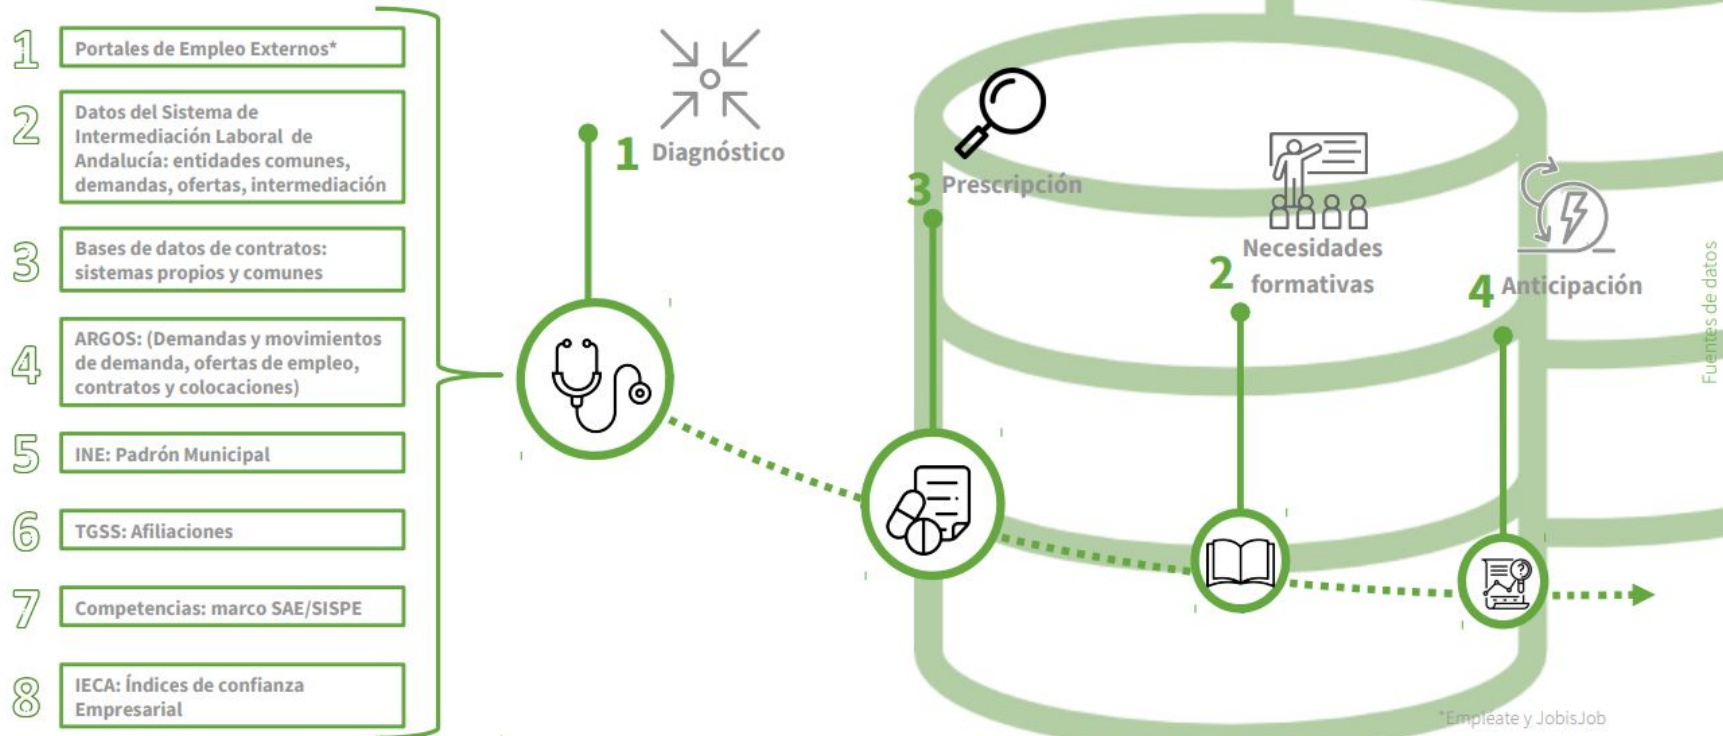 1
Portales de Empleo Externos*
2
Datos del Sistema de
Intermediación Laboral de
Andalucía: entidades comunes,
demandas, ofertas, intermediación
3
Bases de datos de contratos:
sistemas propios y comunes
4
ARGOS: (Demandas y movimientos
de demanda, ofertas de empleo,
contratos y colocaciones)
5
INE: Padrón Municipal
6
TGSS: Afiliaciones
7
Competencias: marco SAE/SISPE
8
IECA: Índices de confianza
Empresarial
1 Diagnóstico
3 Prescripción
2 Necesidades
formativas
4 Anticipación
?
Fuentes de datos
*Empléate y JobisJob